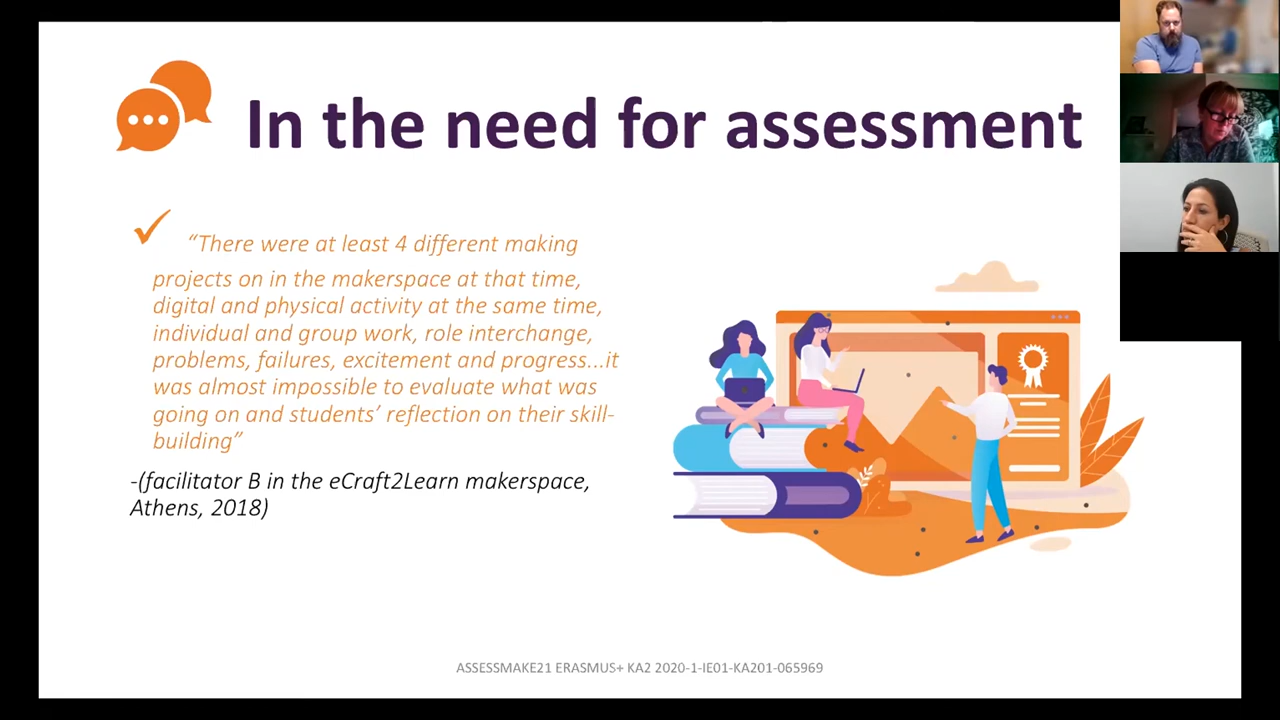 In the need for assessment
“There were at least 4 different making
projects on in the makerspace at that time,
digital and physical activity at the same time,
individual and group work, role interchange,
problems, failures, excitement and progress...it
was almost impossible to evaluate what was
going on and students’ reflection on their skill-
building”
-(facilitator B in the eCraft2Learn makerspace,
Athens, 2018)
ASSESSMAKE21 ERASMUS+ KA2 2020-1-IE01-KA201-065969